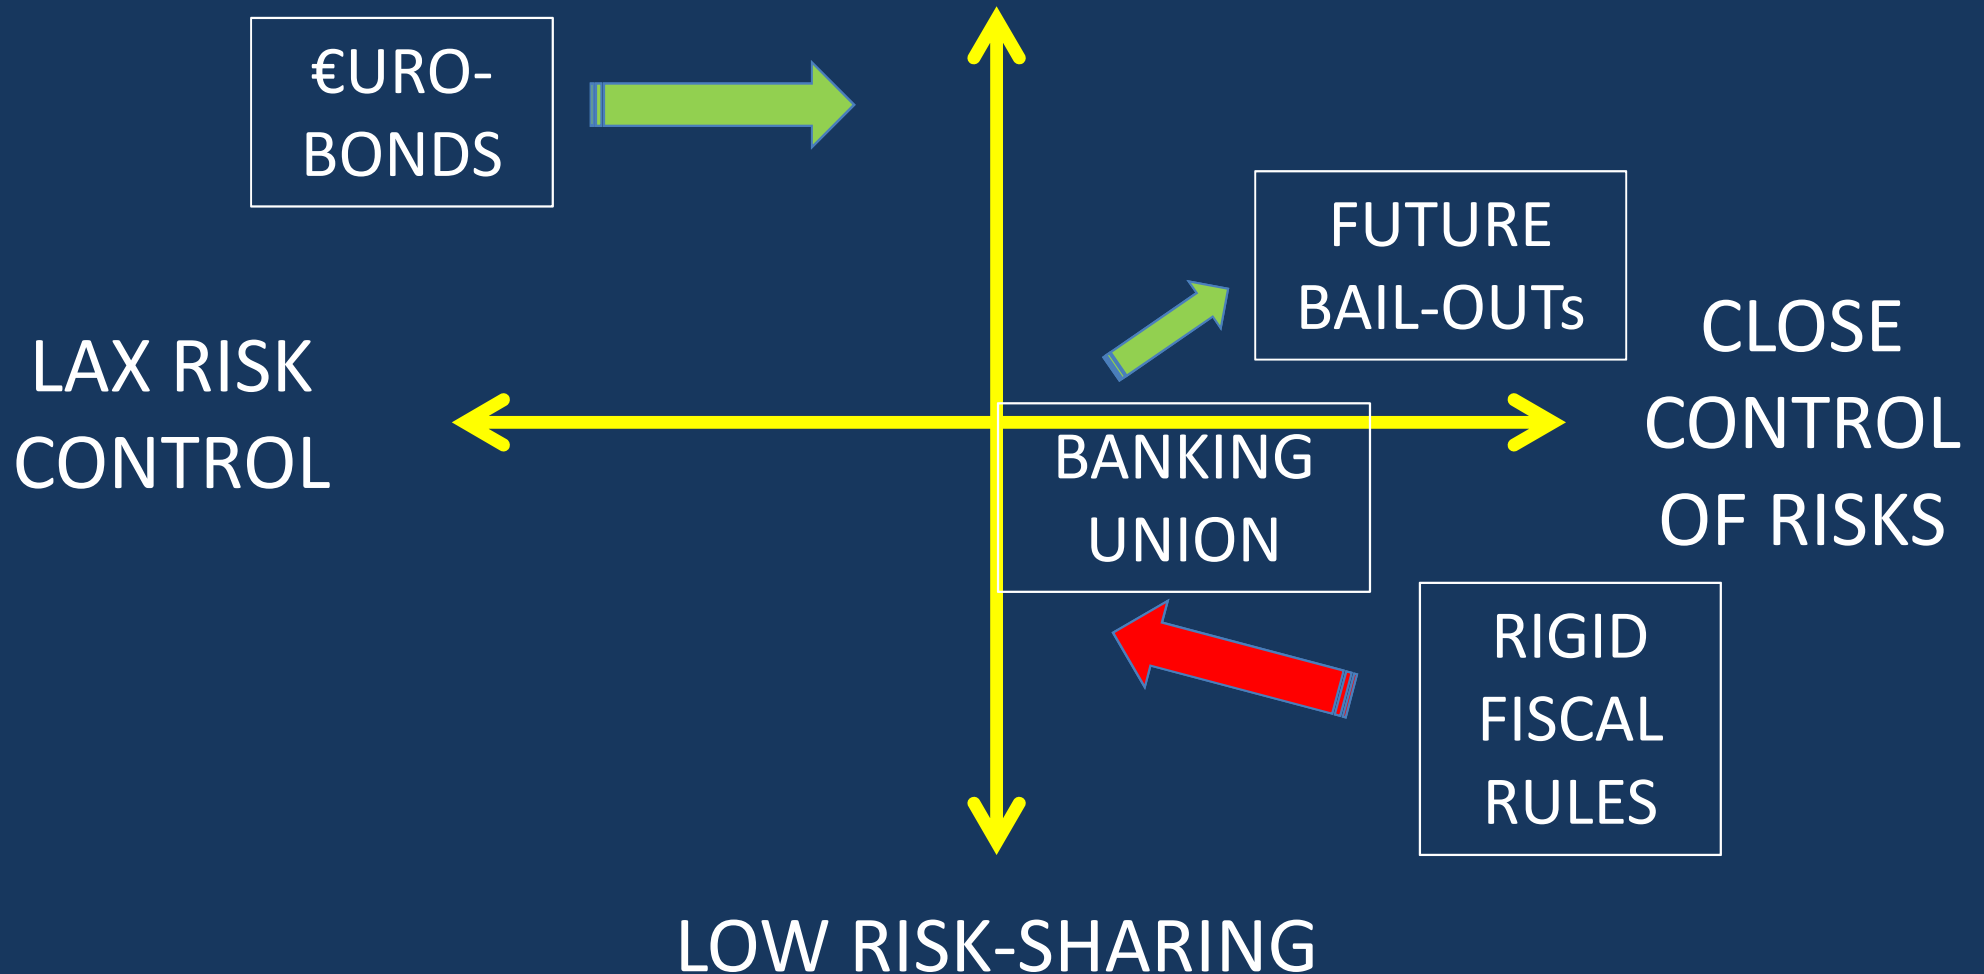 €URO-
BONDS
FUTURE
BAIL-OUTs
LAX RISK
CONTROL
CLOSE
CONTROL
OF RISKS
BANKING
UNION
RIGID
FISCAL
RULES
LOW RISK-SHARING